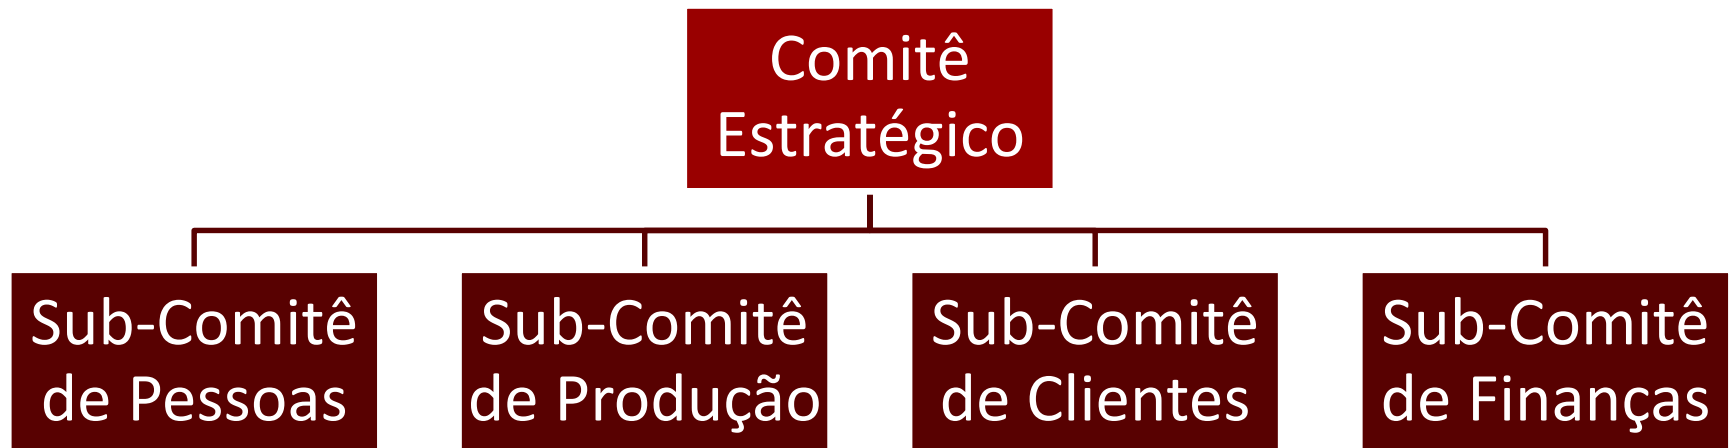 Comitê
Estratégico
Sub-Comitê
de Pessoas
Sub-Comitê
de Produção
Sub-Comitê
de Clientes
Sub-Comitê
de Finanças